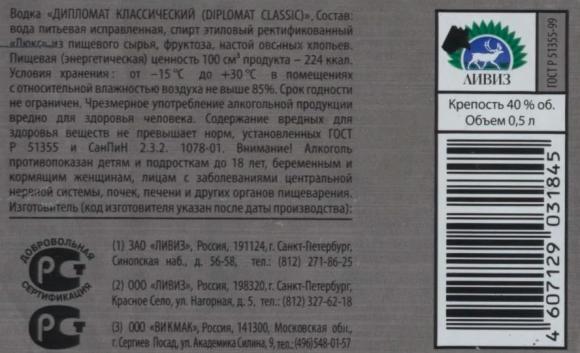 Водка «ДИПЛОМАТ КЛАССИЧЕСКИЙ (DIPLOMAT CLASSIC)». Состав:
вода питьевая исправленная, спирт этиловый ректификованный
«Люкс» из пищевого сырья, фруктоза, настой овсяных хлопьев.
Пищевая (энергетическая) ценность 100 см³ продукта – 224 ккал.
Условия хранения: от –15 °С до +30 °С в помещениях
с относительной влажностью воздуха не выше 85%. Срок годности
не ограничен. Чрезмерное употребление алкогольной продукции
вредно для здоровья человека. Содержание вредных для
здоровья веществ не превышает норм, установленных ГОСТ
Р 51355 и СанПиН 2.3.2. 1078-01. Внимание! Алкоголь
противопоказан детям и подросткам до 18 лет, беременным и
кормящим женщинам, лицам с заболеваниями центральной
нервной системы, почек, печени и других органов пищеварения.
Изготовитель (код изготовителя указан после даты производства):
ДОБРОВОЛЬНАЯ
РСТ
СЕРТИФИКАЦИЯ
РСТ
(1) ЗАО «ЛИВИЗ», Россия, 191124, г. Санкт-Петербург,
Синопская наб., д. 56-58, тел.: (812) 271-86-25
(2) ООО «ЛИВИЗ», Россия, 198320, г. Санкт-Петербург,
Красное Село, ул. Нагорная, д. 5, тел.: (812) 327-62-18
(3) ООО «ВИКМАК», Россия, 141300, Московская обл.,
г. Сергиев Посад, ул. Академика Силина, 9, тел.: (496) 548-01-57
ЛИВИЗ
ГОСТ Р 51355-99
Крепость 40 % об.
Объем 0,5 л
4 607129 031845